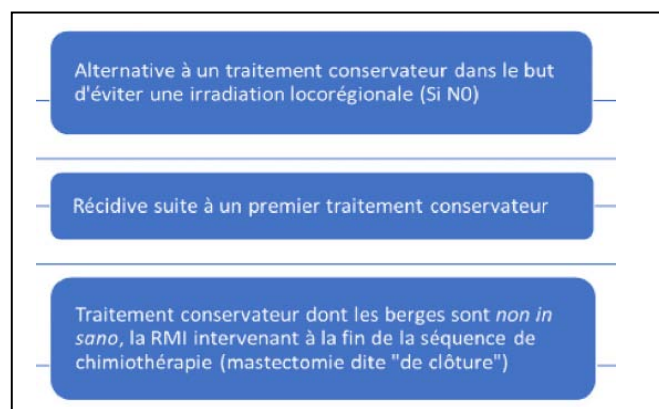 Alternative à un traitement conservateur dans le but
d'éviter une irradiation locorégionale (Si N0)
Récidive suite à un premier traitement conservateur
Traitement conservateur dont les berges sont non in
sano, la RMI intervenant à la fin de la séquence de
chimiothérapie (mastectomie dite "de clôture")